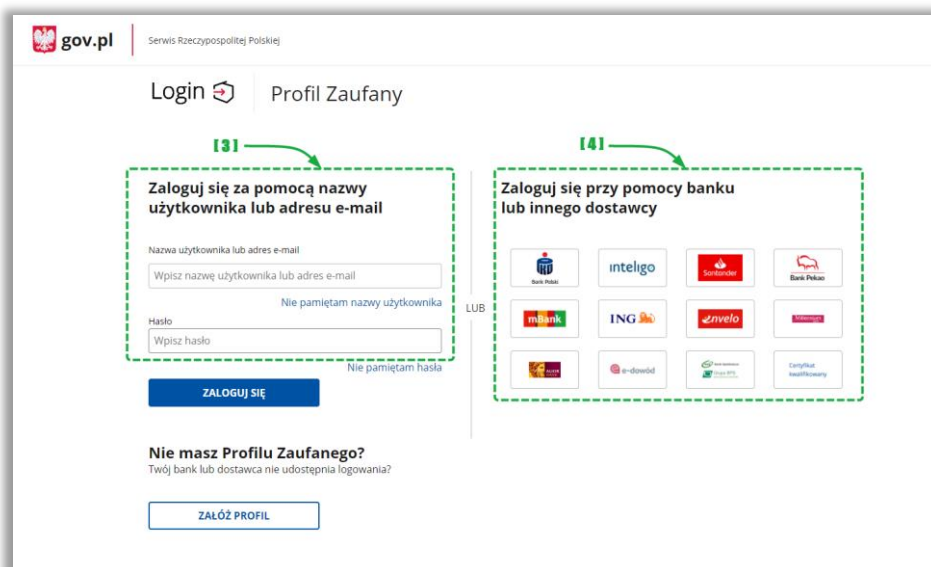 gov.pl
Serwis Rzeczypospolitej Polskiej
Login
Profil Zaufany
[3]
[4]
Zaloguj się za pomocą nazwy
użytkownika lub adresu e-mail
Nazwa użytkownika lub adres e-mail
Wpisz nazwę użytkownika lub adres e-mail
Nie pamiętam nazwy użytkownika
Hasło
Wpisz hasło
Nie pamiętam hasła
ZALOGUJ SIĘ
LUB
Zaloguj się przy pomocy banku
lub innego dostawcy
Bank Polski
inteligo
Santander
Bank Pekao
mBank
ING
envelo
Millennium
e-dowód
Grupa BPS
Certyfikat
kwalifikowany
Nie masz Profilu Zaufanego?
Twój bank lub dostawca nie udostępnia logowania?
ZAŁÓŻ PROFIL